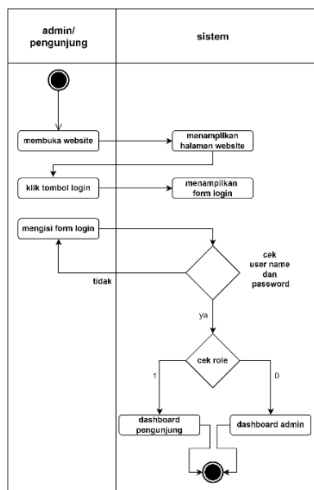 admin/
pengunjung
sistem
membuka website
menampilkan
halaman website
klik tombol login
menampilkan
form login
mengisi form login
cek
user name
dan
password
tidak
ya
cek role
1
0
dashboard
pengunjung
dashboard admin